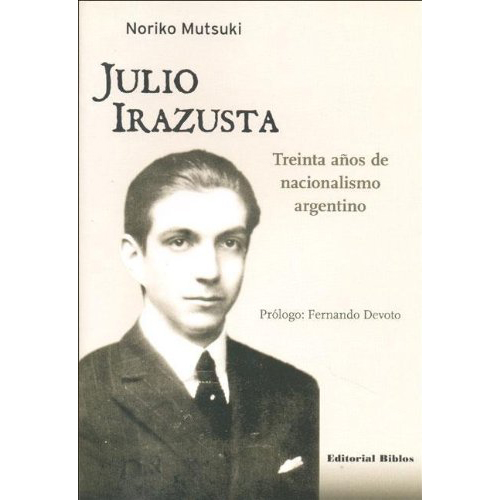 Noriko Mutsuki
JULIO
IRAZUSTA
Treinta años de
nacionalismo
argentino
Prólogo: Fernando Devoto
Editorial Biblos